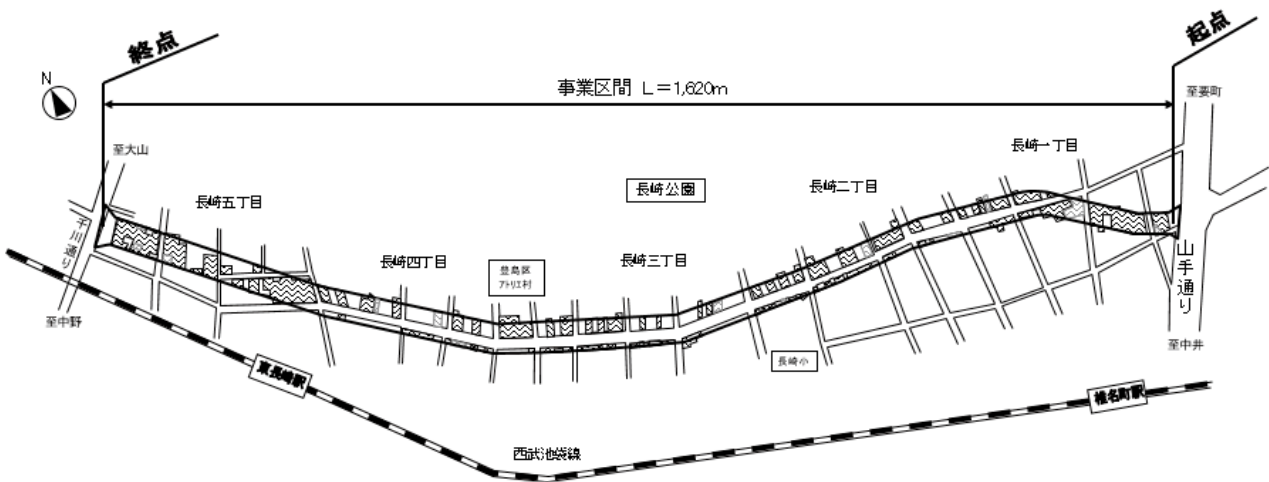 終点
起点
N
事業区間 L=1,620m
至要町
至大山
長崎一丁目
長崎公園
長崎二丁目
長崎五丁目
千川通り
長崎四丁目
豊島区
アトリエ村
長崎三丁目
山手通り
至中野
至中井
長崎小
東長崎駅
椎名町駅
西武池袋線